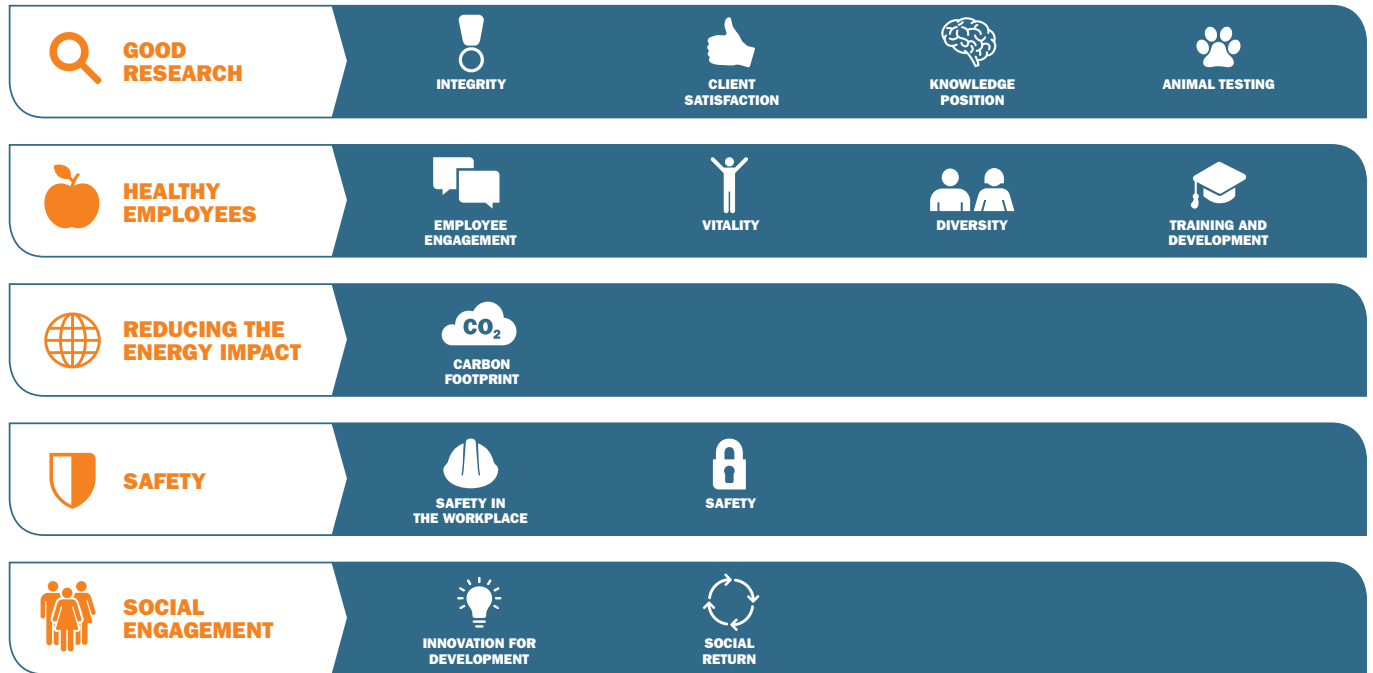 GOOD
RESEARCH
INTEGRITY
CLIENT
SATISFACTION
KNOWLEDGE
POSITION
ANIMAL TESTING
HEALTHY
EMPLOYEES
EMPLOYEE
ENGAGEMENT
VITALITY
DIVERSITY
TRAINING AND
DEVELOPMENT
REDUCING THE
ENERGY IMPACT
CO₂
CARBON
FOOTPRINT
SAFETY
SAFETY IN
THE WORKPLACE
SAFETY
SOCIAL
ENGAGEMENT
INNOVATION FOR
DEVELOPMENT
SOCIAL
RETURN